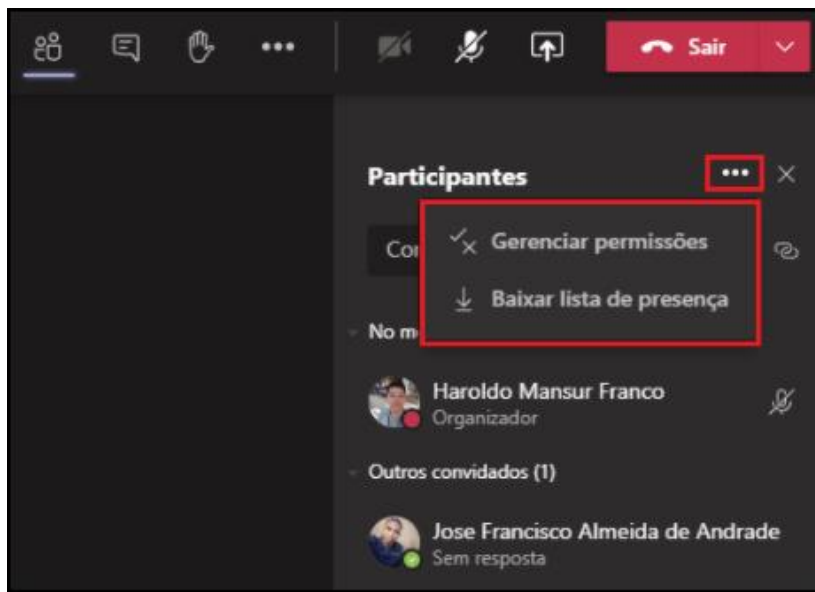 Sair
Participantes
Gerenciar permissões
Baixar lista de presença
No m
Haroldo Mansur Franco
Organizador
Outros convidados (1)
Jose Francisco Almeida de Andrade
Sem resposta